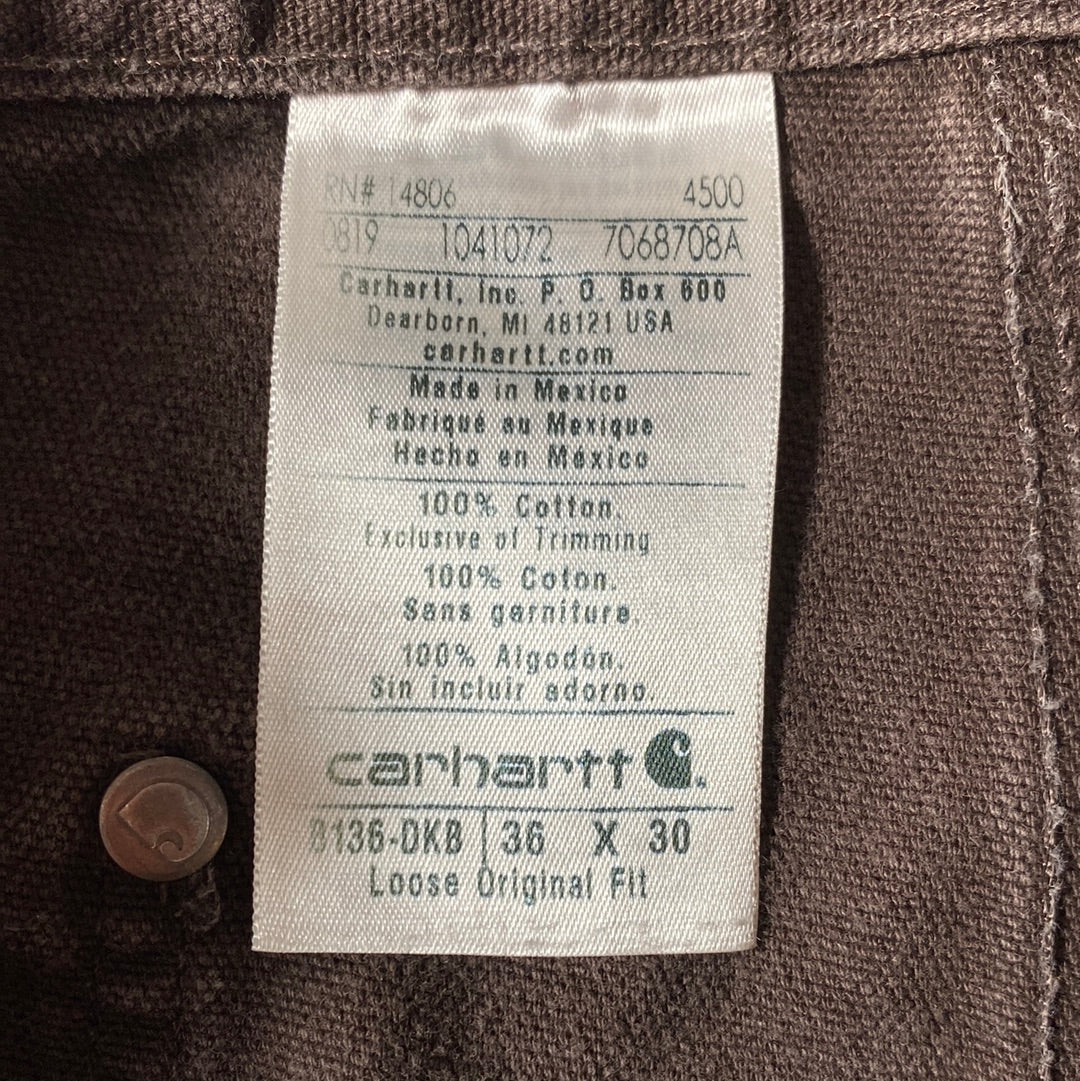 RN# 14806 4500
0819 1041072 7068708A
Carhartt, Inc. P. O. Box 600
Dearborn, MI 48121 USA
carhartt.com
Made in Mexico
Fabriqué au Mexique
Hecho en México
100% Cotton.
Exclusive of Trimming
100% Coton.
Sans garniture.
100% Algodón.
Sin incluir adorno.
carhartt
B136-DKB 36 X 30
Loose Original Fit